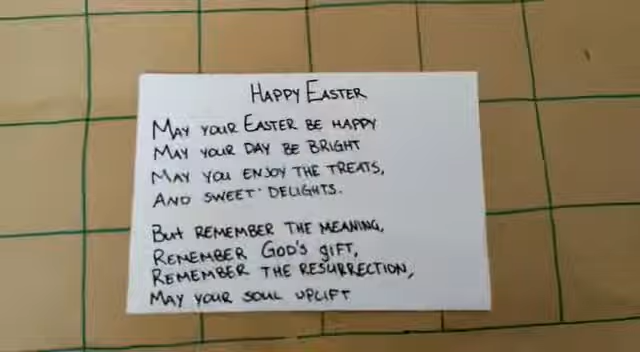 Happy Easter
May your Easter be happy
May your day be bright
May you enjoy the treats,
And sweet delights.
But remember the meaning,
Remember God's gift,
Remember the resurrection,
May your soul uplift